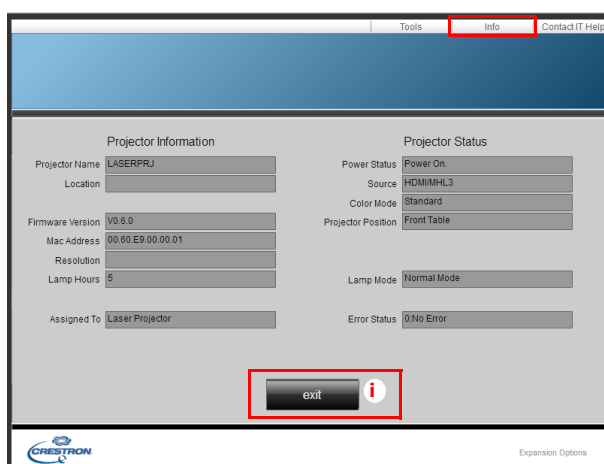 Tools Info Contact IT Help
Projector Information
Projector Status
Projector Name LASERPRJ
Location
Firmware Version V0.6.0
Mac Address 00.60.E9.00.00.01
Resolution
Lamp Hours 5
Assigned To Laser Projector
Power Status Power On.
Source HDMI/MHL3
Color Mode Standard
Projector Position Front Table
Lamp Mode Normal Mode
Error Status 0:No Error
exit i
CRESTRON
Expansion Options